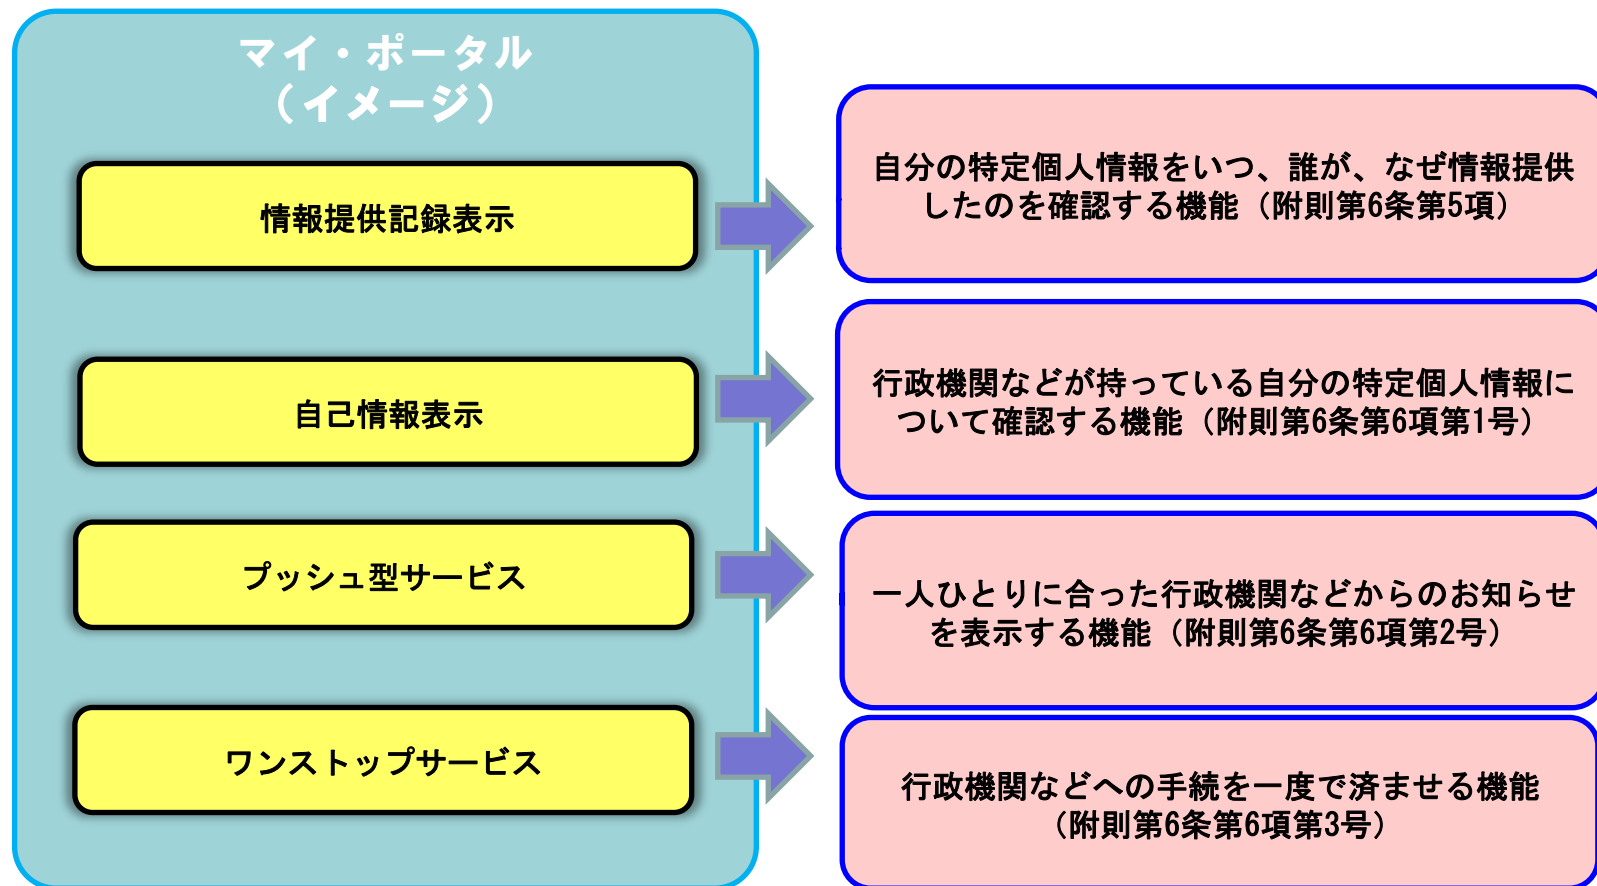 マイ・ポータル
（イメージ）
情報提供記録表示
自分の特定個人情報をいつ、誰が、なぜ情報提供
したのを確認する機能（附則第6条第5項）
自己情報表示
行政機関などが持っている自分の特定個人情報に
ついて確認する機能（附則第6条第6項第1号）
プッシュ型サービス
一人ひとりに合った行政機関などからのお知らせ
を表示する機能（附則第6条第6項第2号）
ワンストップサービス
行政機関などへの手続を一度で済ませる機能
（附則第6条第6項第3号）